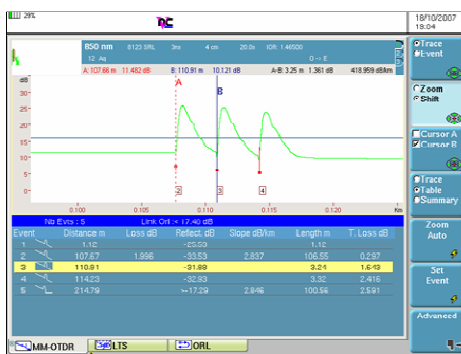 29%
18/10/2007
19:04
850 nm 8123 SRL 3ns 4 cm 20.0s IOR: 1.46500
12 Aq 0 --> E
A: 107.66 m 11.482 dB B: 110.91 m 10.121 dB A-B: 3.25 m 1.361 dB 418.959 dB/km
dB
A
B
30
25
20
15
10
5
0
2
3
4
0.100 0.105 0.110 0.115 0.120 Km
Nb Evts : 5 Link Orl :< 17.40 dB
Event Distance m Loss dB Reflect. dB Slope dB/km Length m T. Loss dB
1 1.12 1.12
2 107.67 1.996 -33.53 2.837 106.55 0.297
3 110.91 -31.88 3.24 1.643
4 114.23 -32.93 3.32 2.416
5 214.79 >-17.29 2.846 100.56 2.591
Trace
Event
Zoom
Shift
Cursor A
Cursor B
Trace
Table
Summary
Zoom
Auto
Set
Event
Advanced
MM-OTDR
LTS
ORL